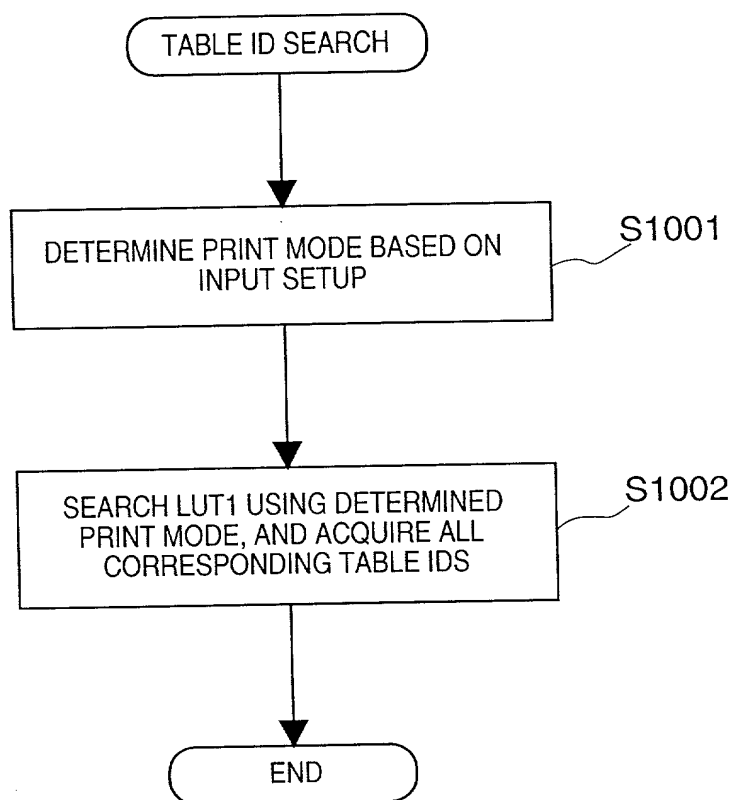 TABLE ID SEARCH
DETERMINE PRINT MODE BASED ON
INPUT SETUP
S1001
SEARCH LUT1 USING DETERMINED
PRINT MODE, AND ACQUIRE ALL
CORRESPONDING TABLE IDS
S1002
END